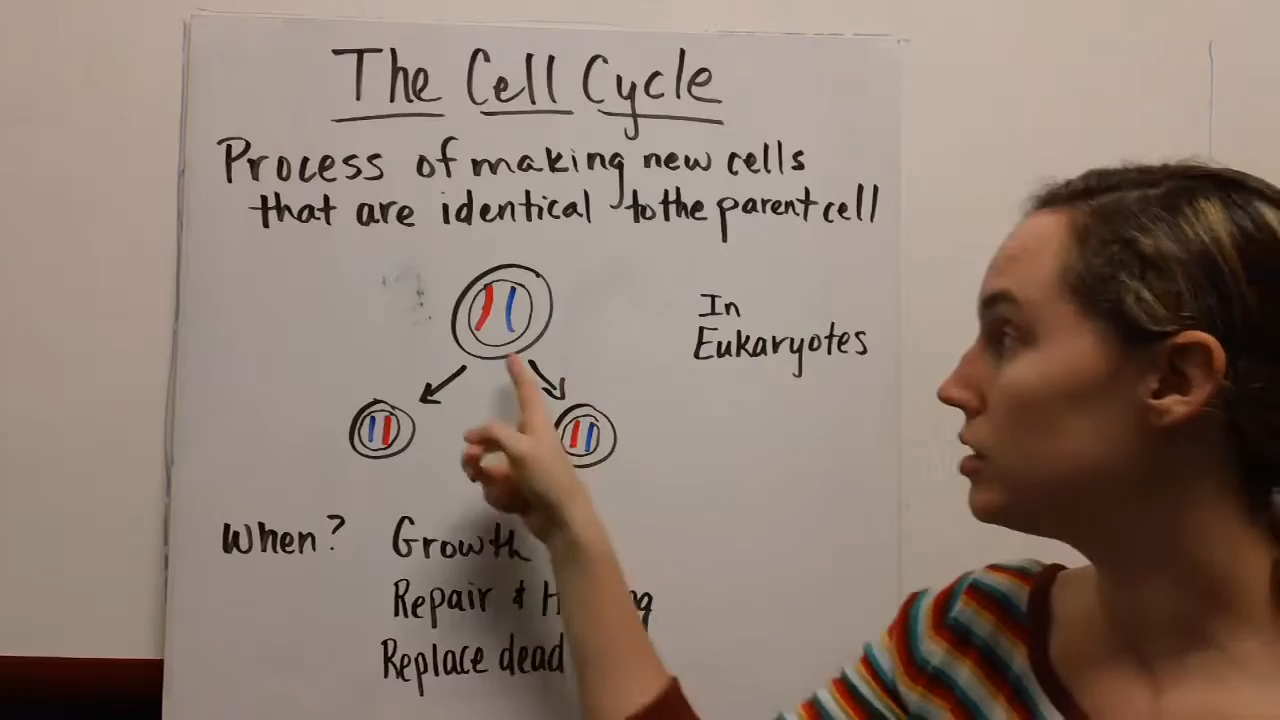 The Cell Cycle
Process of making new cells
that are identical to the parent cell
In
Eukaryotes
When? Growth
Repair &
Replace dead